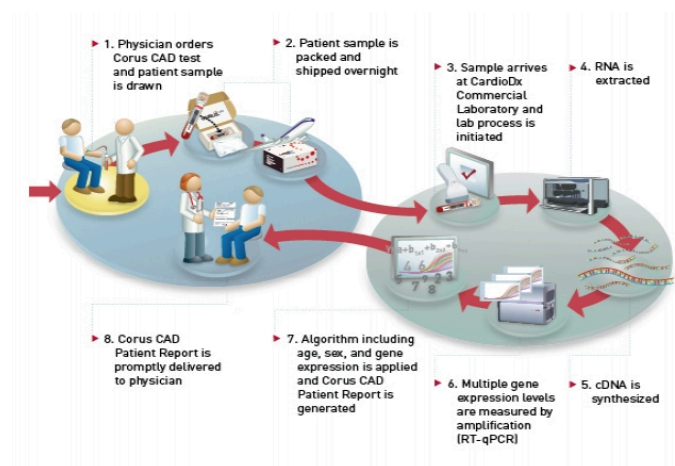 1. Physician orders
Corus CAD test
and patient sample
is drawn
2. Patient sample is
packed and
shipped overnight
3. Sample arrives
at CardioDx
Commercial
Laboratory and
lab process is
initiated
4. RNA is
extracted
5. cDNA is
synthesized
6. Multiple gene
expression levels
are measured by
amplification
(RT-qPCR)
7. Algorithm including
age, sex, and gene
expression is applied
and Corus CAD
Patient Report is
generated
8. Corus CAD
Patient Report is
promptly delivered
to physician